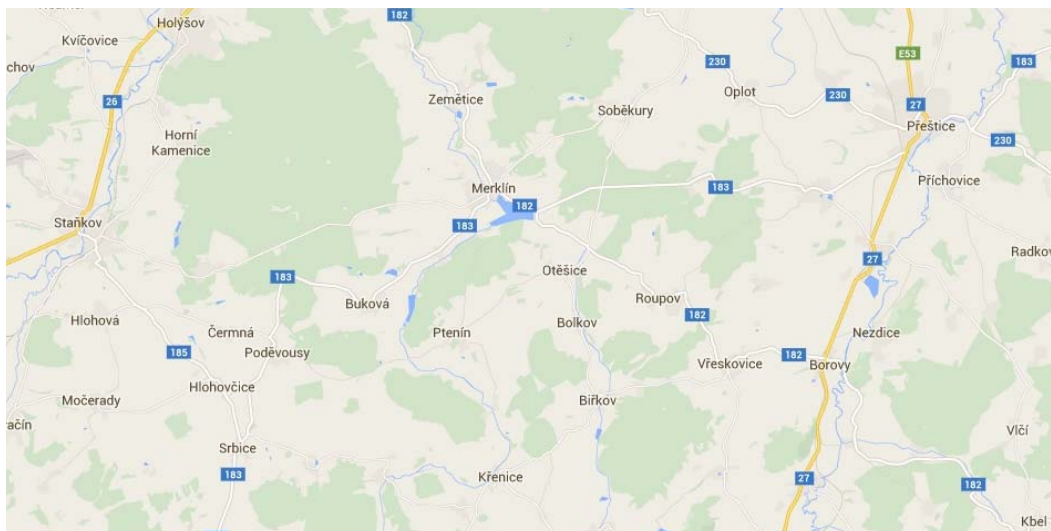 182
Holýšov
Kvíčovice
chov
E53
230
183
26
Zemětice
Oplot
230
27
Soběkury
Přeštice
230
Horní
Kamenice
Merklín
183
Příchovice
182
Staňkov
183
27
Radkov
Otěšice
183
Buková
Roupov
182
Hlohová
Čermná
Ptenín
Bolkov
Nezdice
185
Poděvousy
182
Vřeskovice
Borovy
Hlohovčice
Močerady
Biřkov
ačín
Vlčí
Srbice
183
Křenice
27
182
Kbel